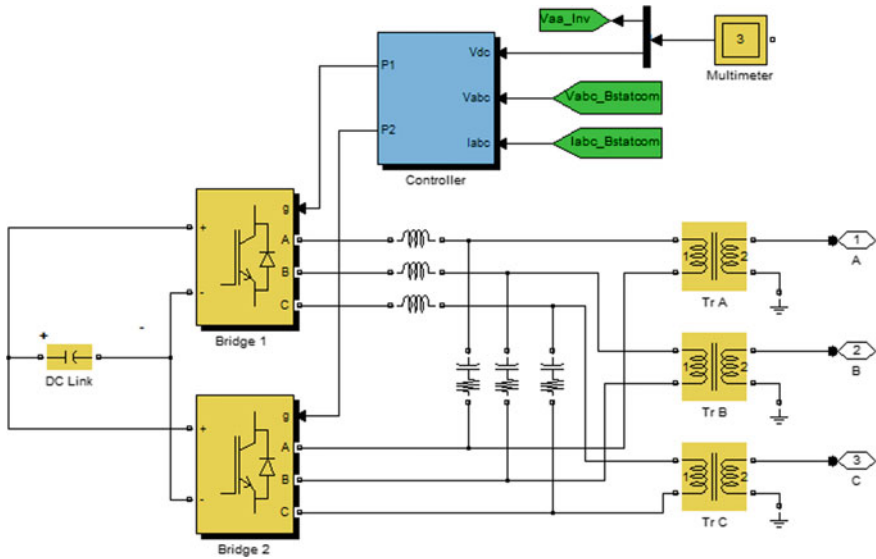 Vaa_Inv
3
Multimeter
P1
Vdc
Vabc
Vabc_Bstatcom
P2
Iabc
Iabc_Bstatcom
Controller
g
+
A
B
-
C
Bridge 1
1
2
1
A
Tr A
+
-
DC Link
1
2
2
B
Tr B
g
+
A
B
-
C
Bridge 2
1
2
3
C
Tr C